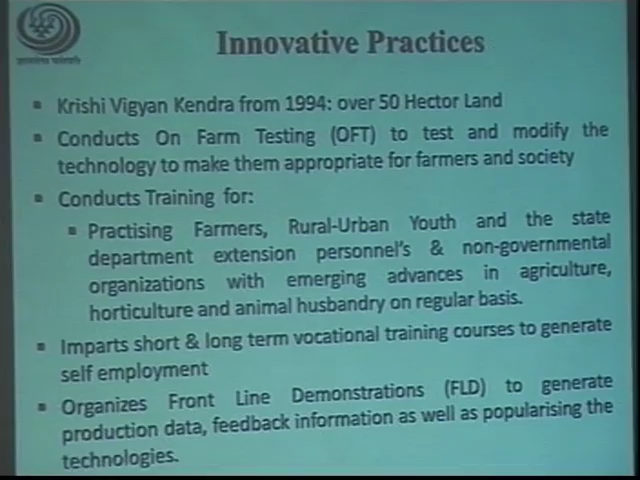 Innovative Practices
▪ Krishi Vigyan Kendra from 1994: over 50 Hector Land
▪ Conducts On Farm Testing (OFT) to test and modify the
technology to make them appropriate for farmers and society
▪ Conducts Training for:
▪ Practising Farmers, Rural-Urban Youth and the state
department extension personnel's & non-governmental
organizations with emerging advances in agriculture,
horticulture and animal husbandry on regular basis.
▪ Imparts short & long term vocational training courses to generate
self employment
▪ Organizes Front Line Demonstrations (FLD) to generate
production data, feedback information as well as popularising the
technologies.